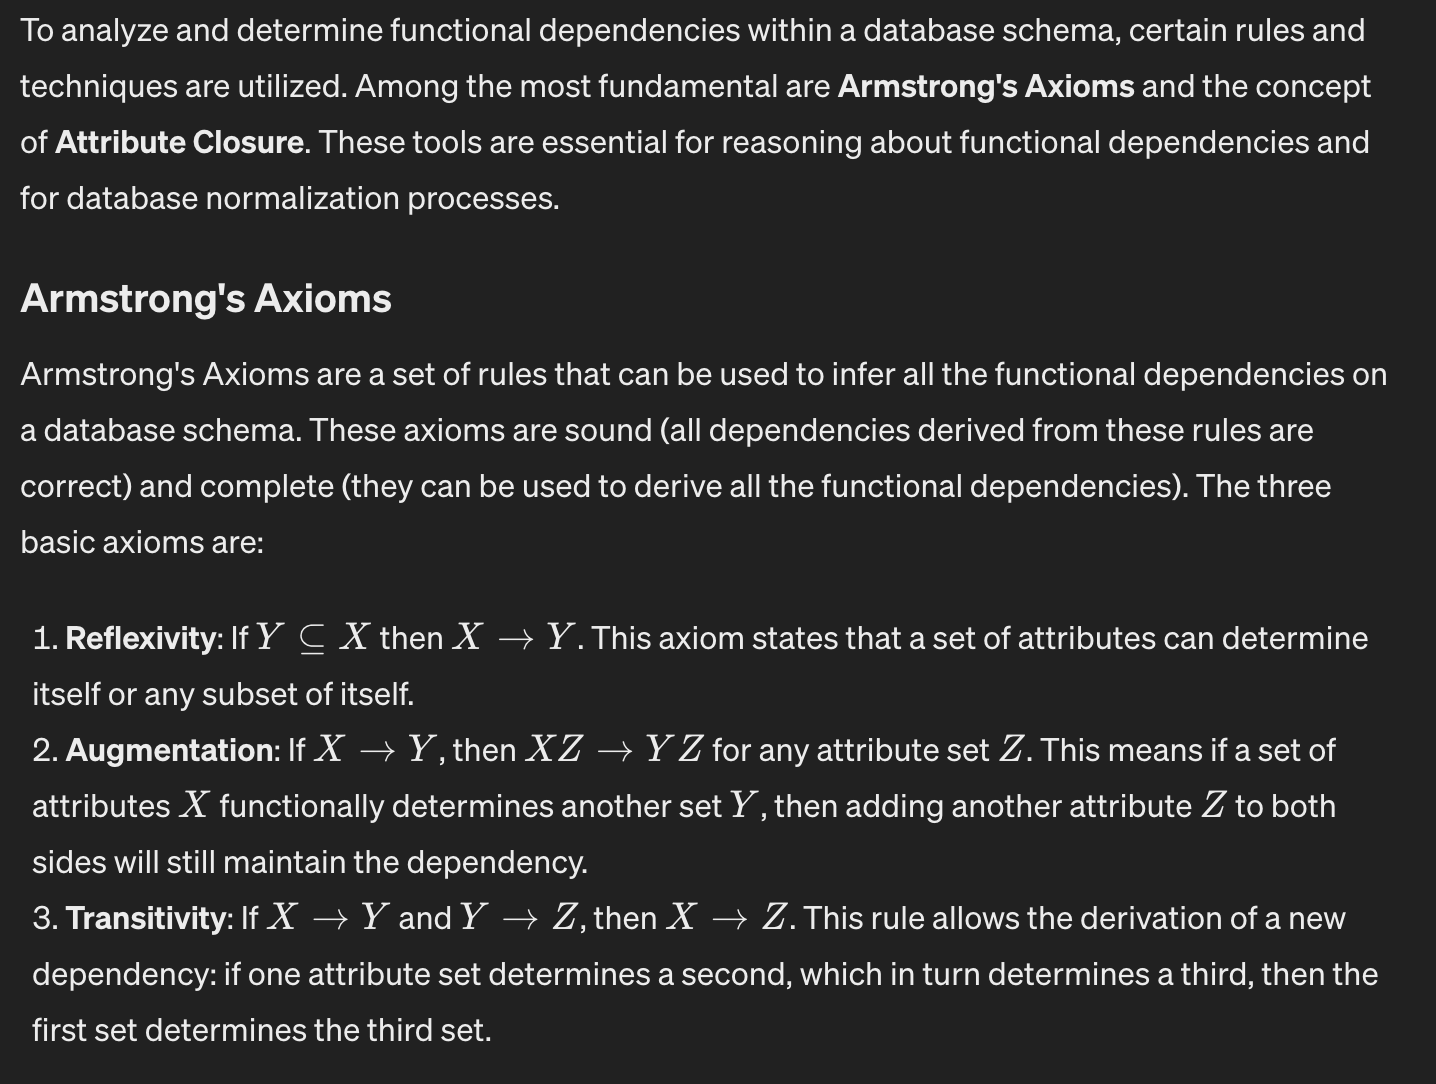 To analyze and determine functional dependencies within a database schema, certain rules and
techniques are utilized. Among the most fundamental are Armstrong's Axioms and the concept
of Attribute Closure. These tools are essential for reasoning about functional dependencies and
for database normalization processes.
Armstrong's Axioms
Armstrong's Axioms are a set of rules that can be used to infer all the functional dependencies on
a database schema. These axioms are sound (all dependencies derived from these rules are
correct) and complete (they can be used to derive all the functional dependencies). The three
basic axioms are:
1. Reflexivity: If Y ⊆ X then X → Y. This axiom states that a set of attributes can determine
itself or any subset of itself.
2. Augmentation: If X → Y, then XZ → YZ for any attribute set Z. This means if a set of
attributes X functionally determines another set Y, then adding another attribute Z to both
sides will still maintain the dependency.
3. Transitivity: If X → Y and Y → Z, then X → Z. This rule allows the derivation of a new
dependency: if one attribute set determines a second, which in turn determines a third, then the
first set determines the third set.